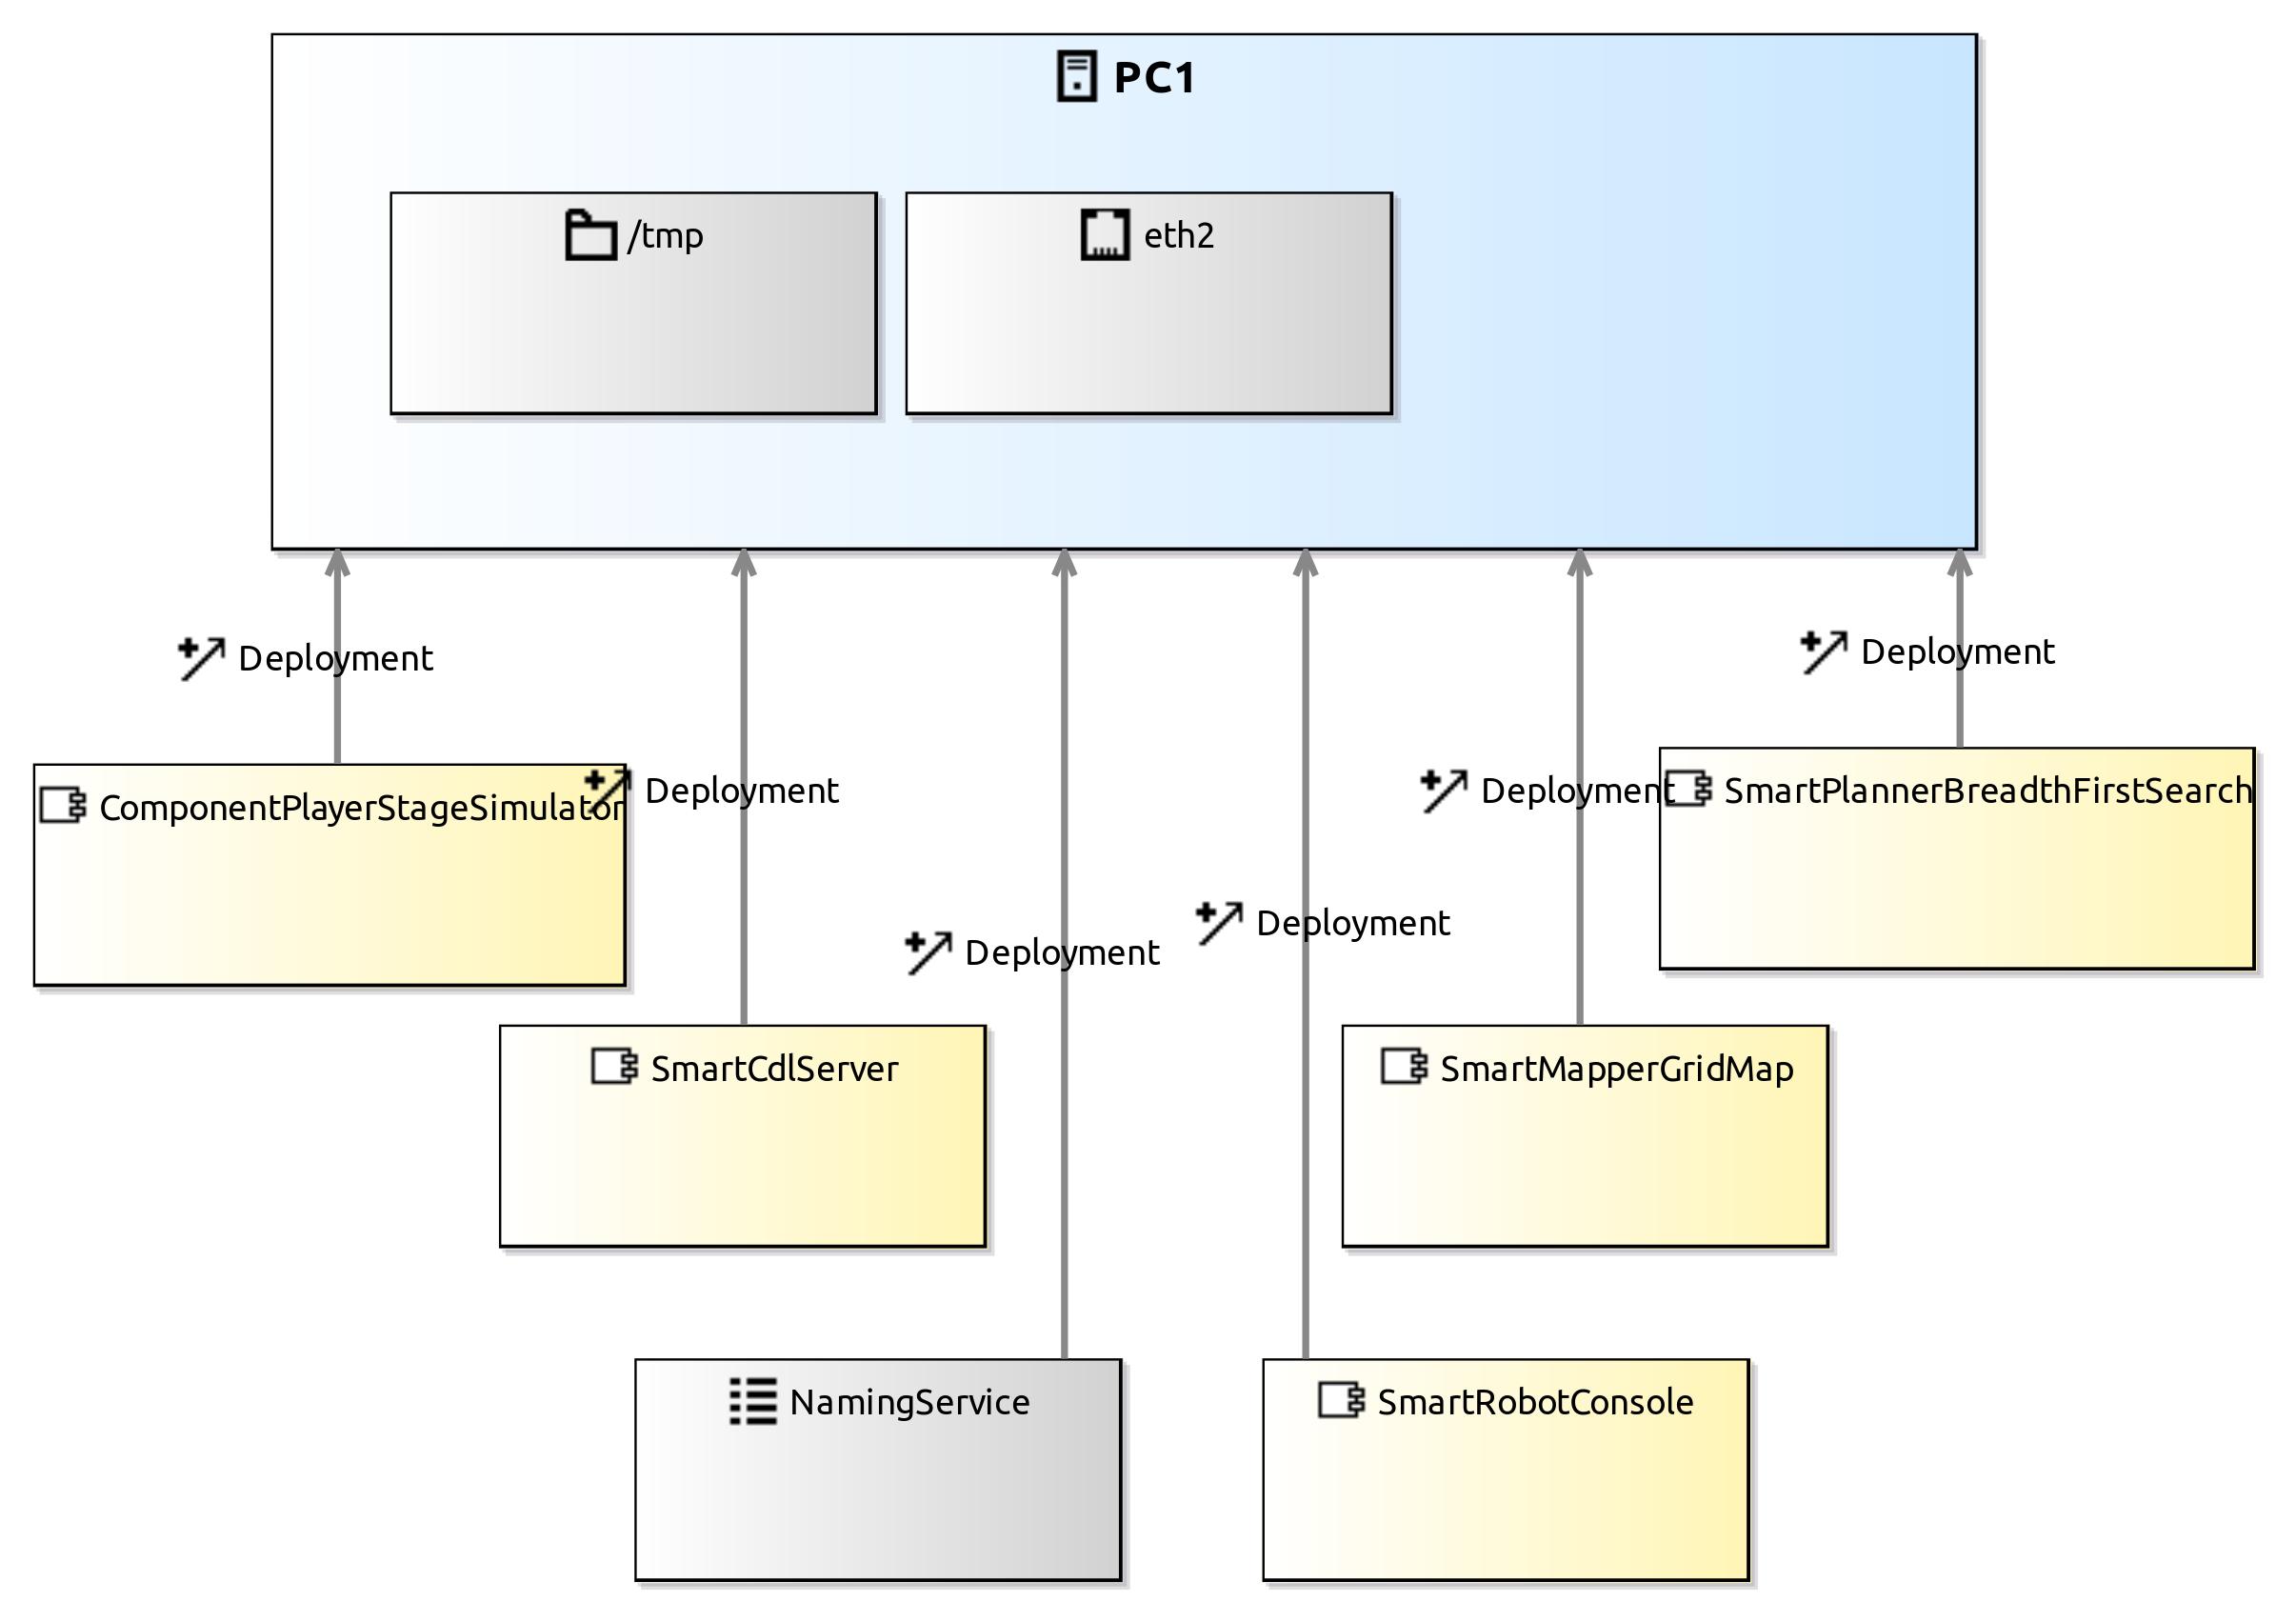 PC1
/tmp
eth2
Deployment
Deployment
ComponentPlayerStageSimulator
Deployment
Deployment
SmartPlannerBreadthFirstSearch
Deployment
Deployment
SmartCdlServer
SmartMapperGridMap
NamingService
SmartRobotConsole